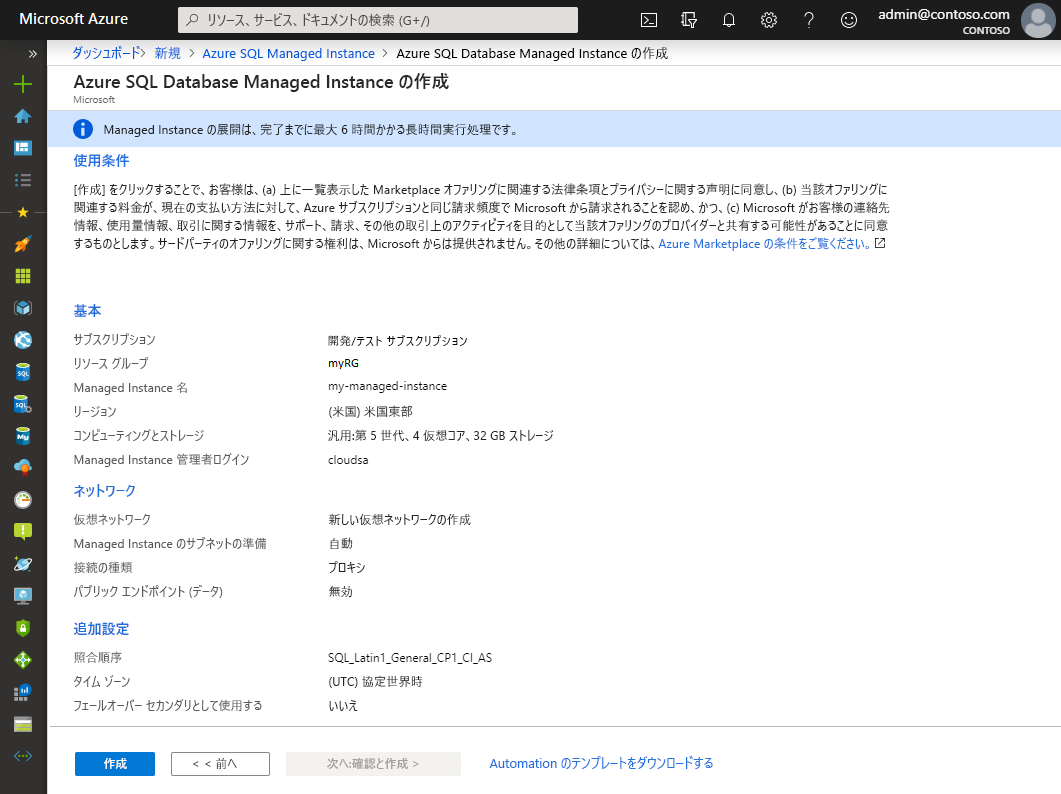 Microsoft Azure
リソース、サービス、ドキュメントの検索 (G+/)
admin@contoso.com
CONTOSO
ダッシュボード> 新規 > Azure SQL Managed Instance > Azure SQL Database Managed Instance の作成
Azure SQL Database Managed Instance の作成
Microsoft
Managed Instance の展開は、完了までに最大 6 時間かかる長時間実行処理です。
使用条件
[作成] をクリックすることで、お客様は、(a) 上に一覧表示した Marketplace オファリングに関連する法律条項とプライバシーに関する声明に同意し、(b) 当該オファリングに
関連する料金が、現在の支払い方法に対して、Azure サブスクリプションと同じ請求頻度で Microsoft から請求されることを認め、かつ、(c) Microsoft がお客様の連絡先
情報、使用量情報、取引に関する情報を、サポート、請求、その他の取引上のアクティビティを目的として当該オファリングのプロバイダーと共有する可能性があることに同意
するものとします。サードパーティのオファリングに関する権利は、Microsoft からは提供されません。その他の詳細については、Azure Marketplace の条件をご覧ください。
基本
サブスクリプション 開発/テスト サブスクリプション
リソース グループ myRG
Managed Instance 名 my-managed-instance
リージョン (米国) 米国東部
コンピューティングとストレージ 汎用:第 5 世代、4 仮想コア、32 GB ストレージ
Managed Instance 管理者ログイン cloudsa
ネットワーク
仮想ネットワーク 新しい仮想ネットワークの作成
Managed Instance のサブネットの準備 自動
接続の種類 プロキシ
パブリック エンドポイント (データ) 無効
追加設定
照合順序 SQL_Latin1_General_CP1_CI_AS
タイム ゾーン (UTC) 協定世界時
フェールオーバー セカンダリとして使用する いいえ
作成 < < 前へ 次へ:確認と作成 > Automation のテンプレートをダウンロードする